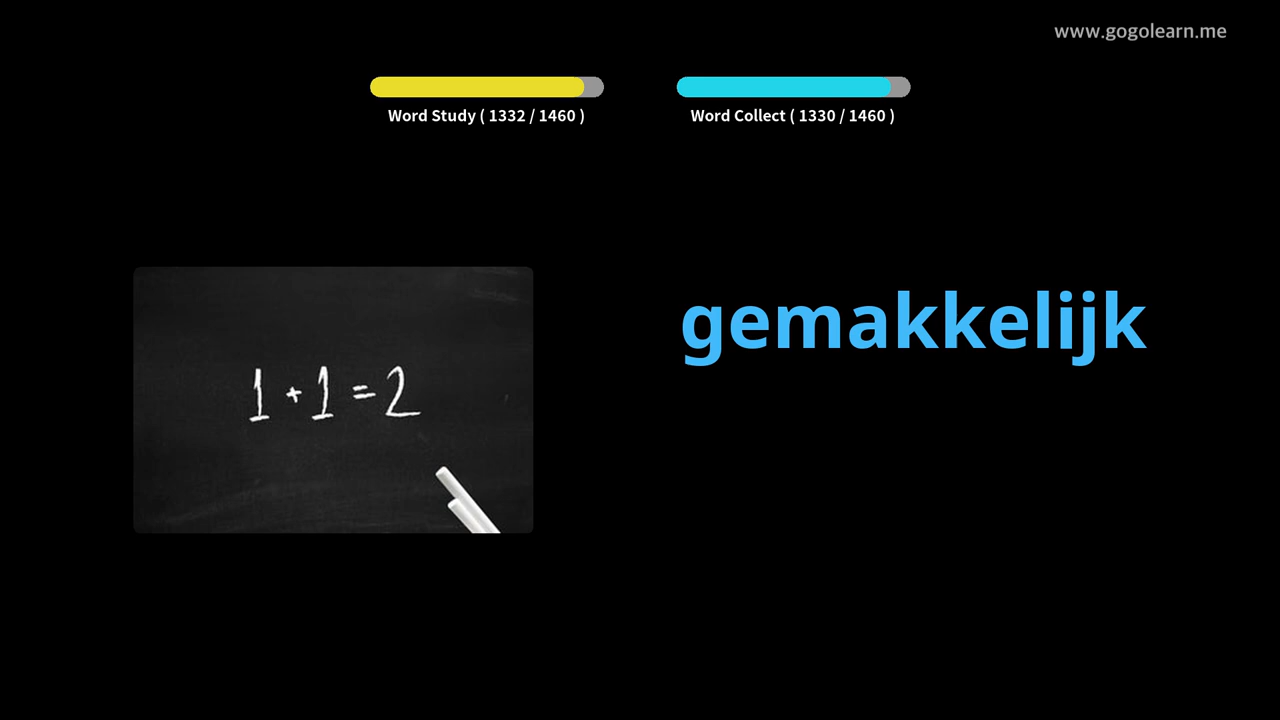 www.gogolearn.me
Word Study ( 1332 / 1460 )
Word Collect ( 1330 / 1460 )
gemakkelijk
1 + 1 = 2